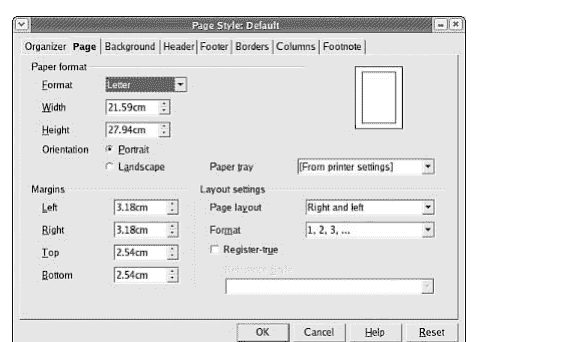 Page Style: Default
Organizer Page Background Header Footer Borders Columns Footnote
Paper format
Format Letter
Width 21.59cm
Height 27.94cm
Orientation Portrait
Landscape Paper tray [From printer settings]
Margins Layout settings
Left 3.18cm Page layout Right and left
Right 3.18cm Format 1, 2, 3, ...
Top 2.54cm Register-true
Bottom 2.54cm
OK Cancel Help Reset